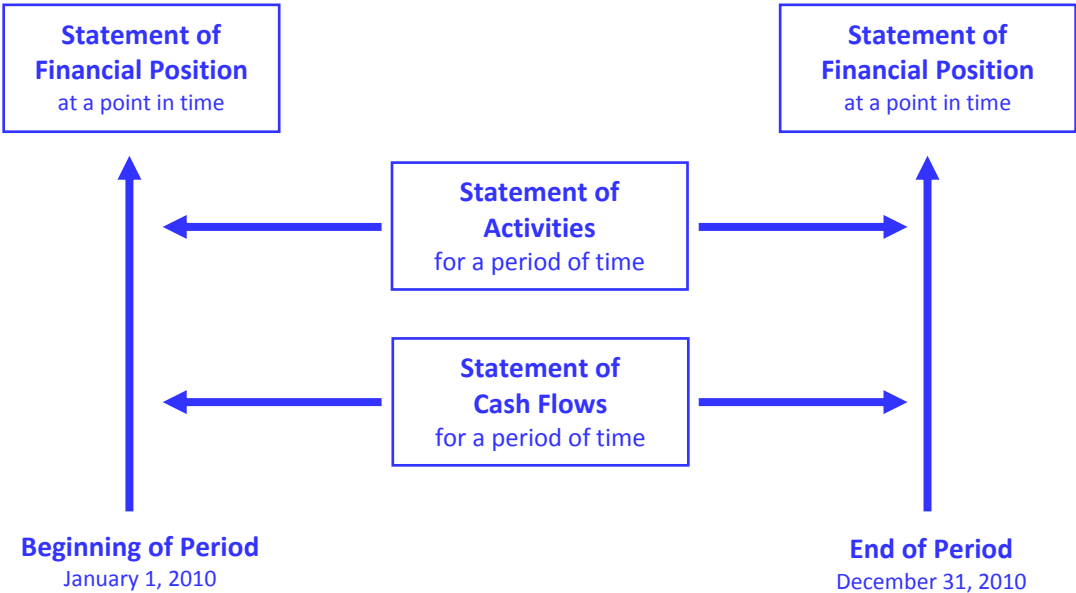 Statement of
Financial Position
at a point in time
Statement of
Financial Position
at a point in time
Statement of
Activities
for a period of time
Statement of
Cash Flows
for a period of time
Beginning of Period
January 1, 2010
End of Period
December 31, 2010